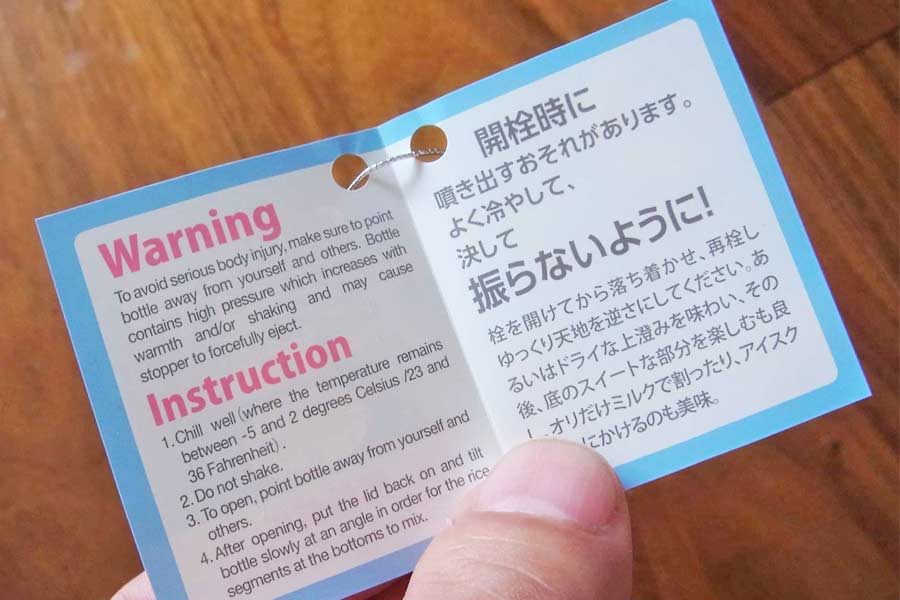 Warning
To avoid serious body injury, make sure to point
bottle away from yourself and others. Bottle
contains high pressure which increases with
warmth and/or shaking and may cause
stopper to forcefully eject.
Instruction
1. Chill well (where the temperature remains
between -5 and 2 degrees Celsius /23 and
36 Fahrenheit).
2. Do not shake.
3. To open, point bottle away from yourself and
others.
4. After opening, put the lid back on and tilt
bottle slowly at an angle in order for the rice
segments at the bottoms to mix.
開栓時に
噴き出すおそれがあります。
よく冷やして、
決して
振らないように!
栓を開けてから落ち着かせ、再栓し
ゆっくり天地を逆さにしてください。あ
るいはドライな上澄みを味わい、その
後、底のスイートな部分を楽しむも良
し、オリだけミルクで割ったり、アイスク
にかけるのも美味。